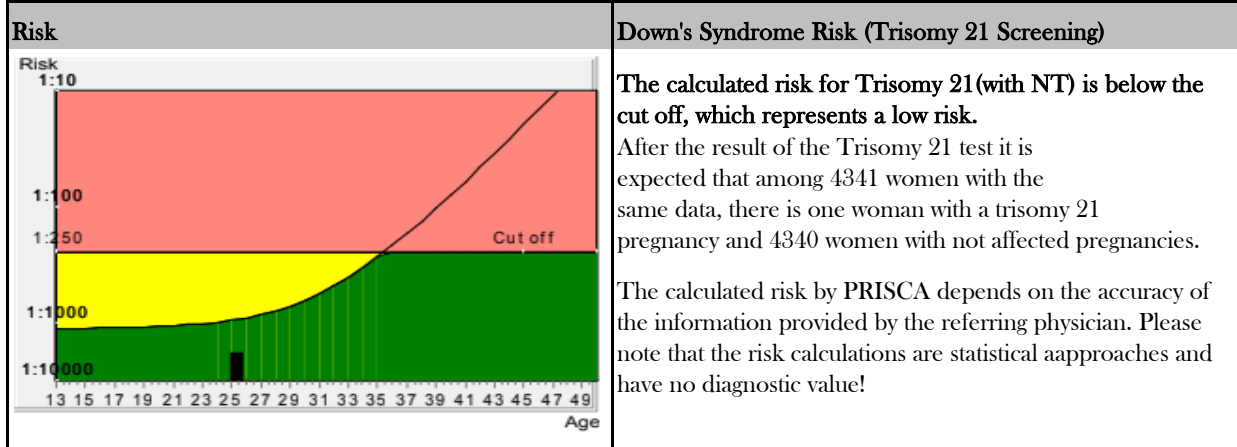 Risk
Risk
1:10
1:100
1:250
Cut off
1:1000
1:10000
13 15 17 19 21 23 25 27 29 31 33 35 37 39 41 43 45 47 49
Age
Down's Syndrome Risk (Trisomy 21 Screening)
The calculated risk for Trisomy 21(with NT) is below the
cut off, which represents a low risk.
After the result of the Trisomy 21 test it is
expected that among 4341 women with the
same data, there is one woman with a trisomy 21
pregnancy and 4340 women with not affected pregnancies.
The calculated risk by PRISCA depends on the accuracy of
the information provided by the referring physician. Please
note that the risk calculations are statistical aapproaches and
have no diagnostic value!